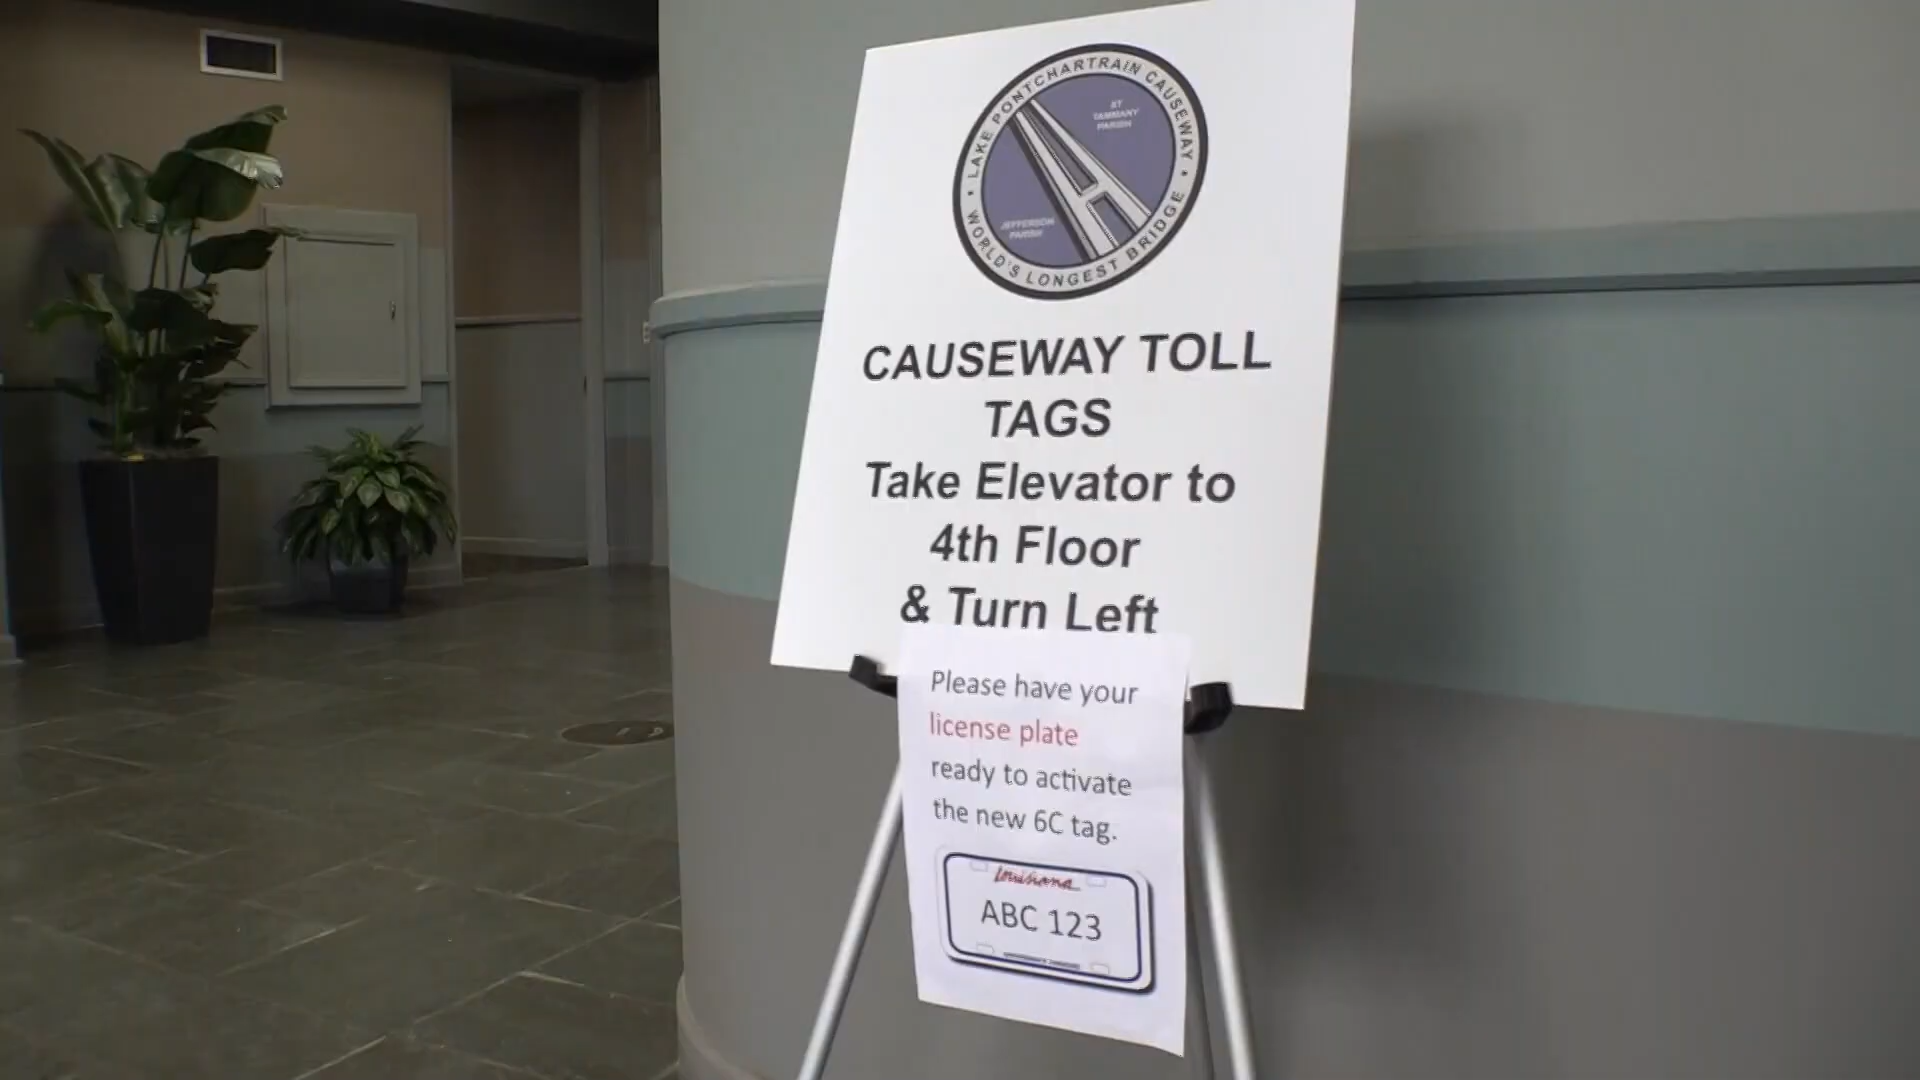 LAKE PONTCHARTRAIN CAUSEWAY
ST
TAMMANY
PARISH
JEFFERSON
PARISH
WORLD'S LONGEST BRIDGE
CAUSEWAY TOLL
TAGS
Take Elevator to
4th Floor
& Turn Left
Please have your
license plate
ready to activate
the new 6C tag.
Louisiana
ABC 123